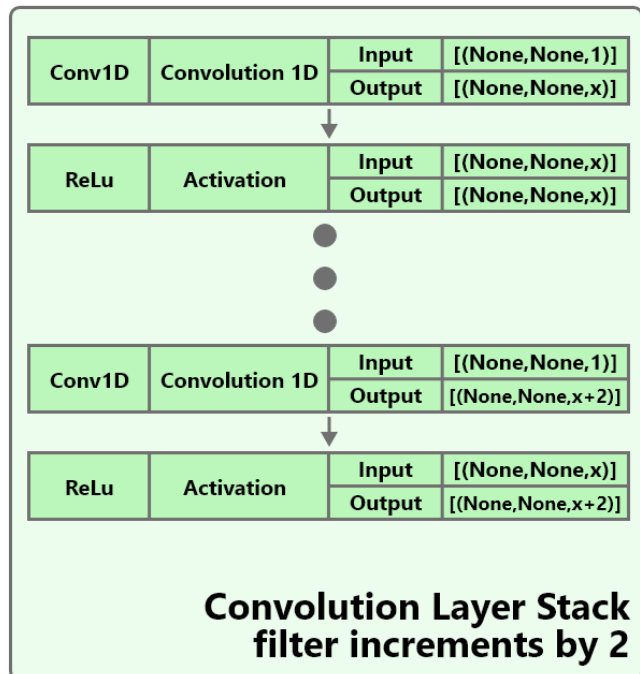 Conv1D Convolution 1D Input [(None,None,1)]
Output [(None,None,x)]
ReLu Activation Input [(None,None,x)]
Output [(None,None,x)]
Conv1D Convolution 1D Input [(None,None,1)]
Output [(None,None,x+2)]
ReLu Activation Input [(None,None,x)]
Output [(None,None,x+2)]
Convolution Layer Stack
filter increments by 2